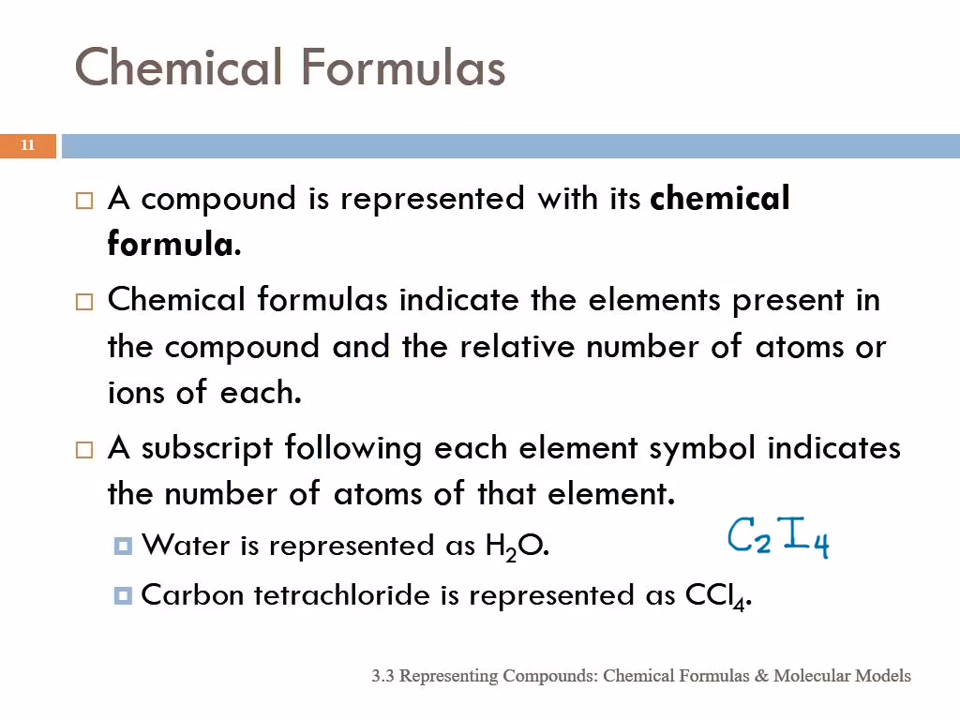 Chemical Formulas
11
A compound is represented with its chemical
formula.
Chemical formulas indicate the elements present in
the compound and the relative number of atoms or
ions of each.
A subscript following each element symbol indicates
the number of atoms of that element.
Water is represented as H₂O.
C₂I₄
Carbon tetrachloride is represented as CCl₄.
3.3 Representing Compounds: Chemical Formulas & Molecular Models